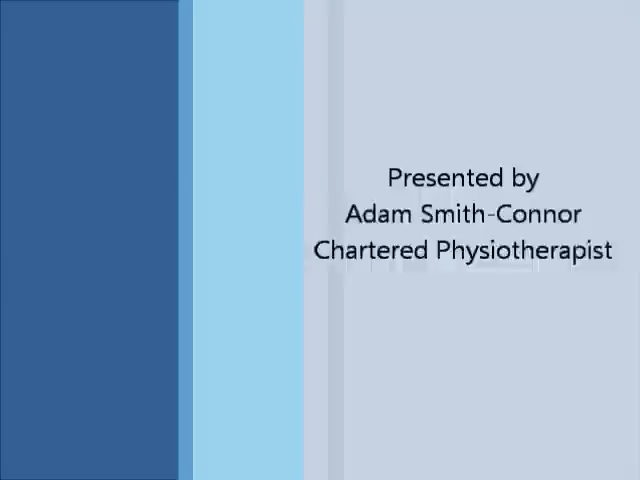 Presented by
Adam Smith-Connor
Chartered Physiotherapist